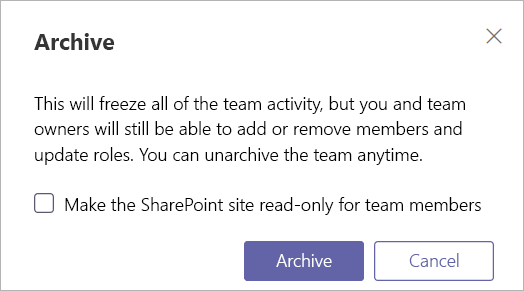 Archive
This will freeze all of the team activity, but you and team
owners will still be able to add or remove members and
update roles. You can unarchive the team anytime.
Make the SharePoint site read-only for team members
Archive Cancel